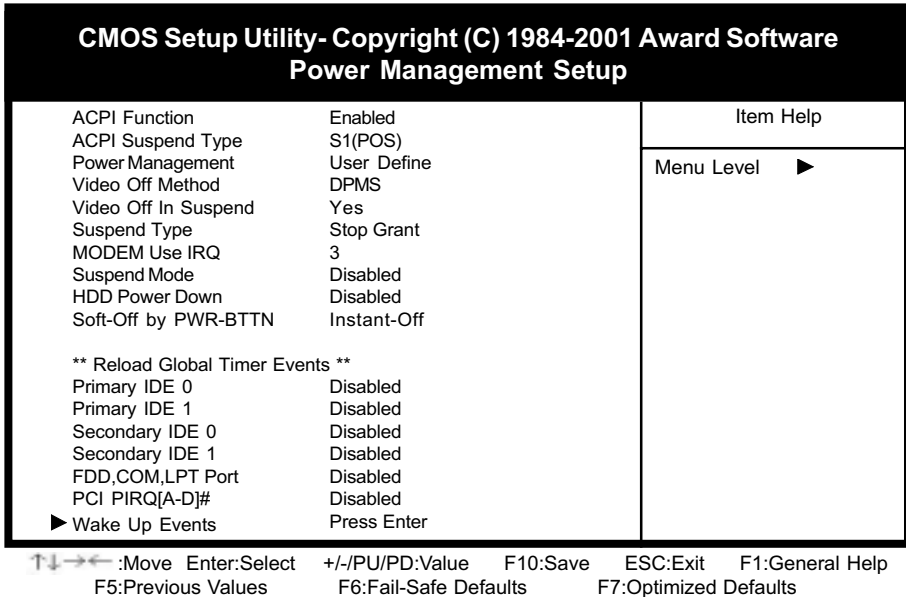 CMOS Setup Utility- Copyright (C) 1984-2001 Award Software
Power Management Setup
ACPI Function Enabled
ACPI Suspend Type S1(POS)
Power Management User Define
Video Off Method DPMS
Video Off In Suspend Yes
Suspend Type Stop Grant
MODEM Use IRQ 3
Suspend Mode Disabled
HDD Power Down Disabled
Soft-Off by PWR-BTTN Instant-Off
** Reload Global Timer Events **
Primary IDE 0 Disabled
Primary IDE 1 Disabled
Secondary IDE 0 Disabled
Secondary IDE 1 Disabled
FDD,COM,LPT Port Disabled
PCI PIRQ[A-D]# Disabled
▶ Wake Up Events Press Enter
Item Help
Menu Level ▶
↑↓→← :Move Enter:Select +/-/PU/PD:Value F10:Save ESC:Exit F1:General Help
F5:Previous Values F6:Fail-Safe Defaults F7:Optimized Defaults